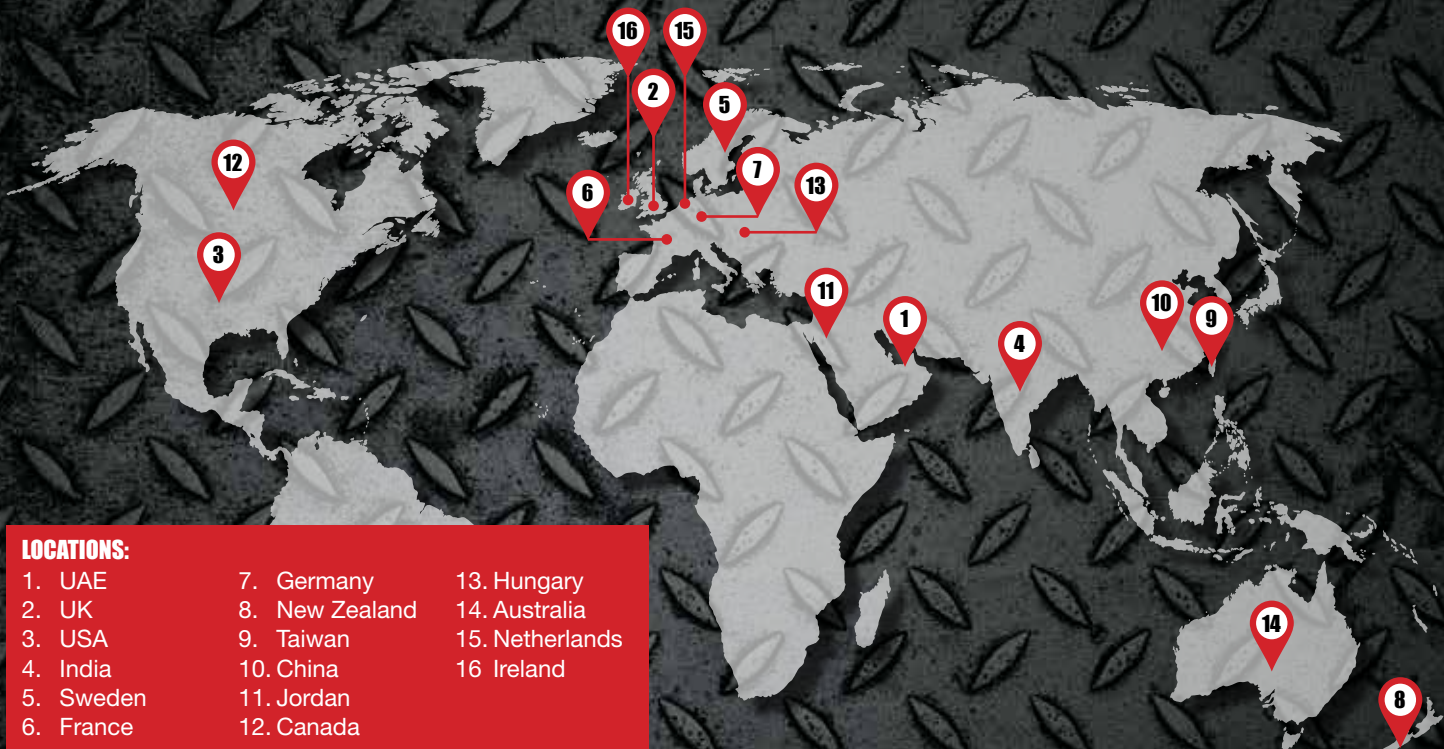 16
15
2
5
12
7
13
6
3
11
10
1
9
4
14
8
LOCATIONS:
1. UAE
2. UK
3. USA
4. India
5. Sweden
6. France
7. Germany
8. New Zealand
9. Taiwan
10. China
11. Jordan
12. Canada
13. Hungary
14. Australia
15. Netherlands
16 Ireland